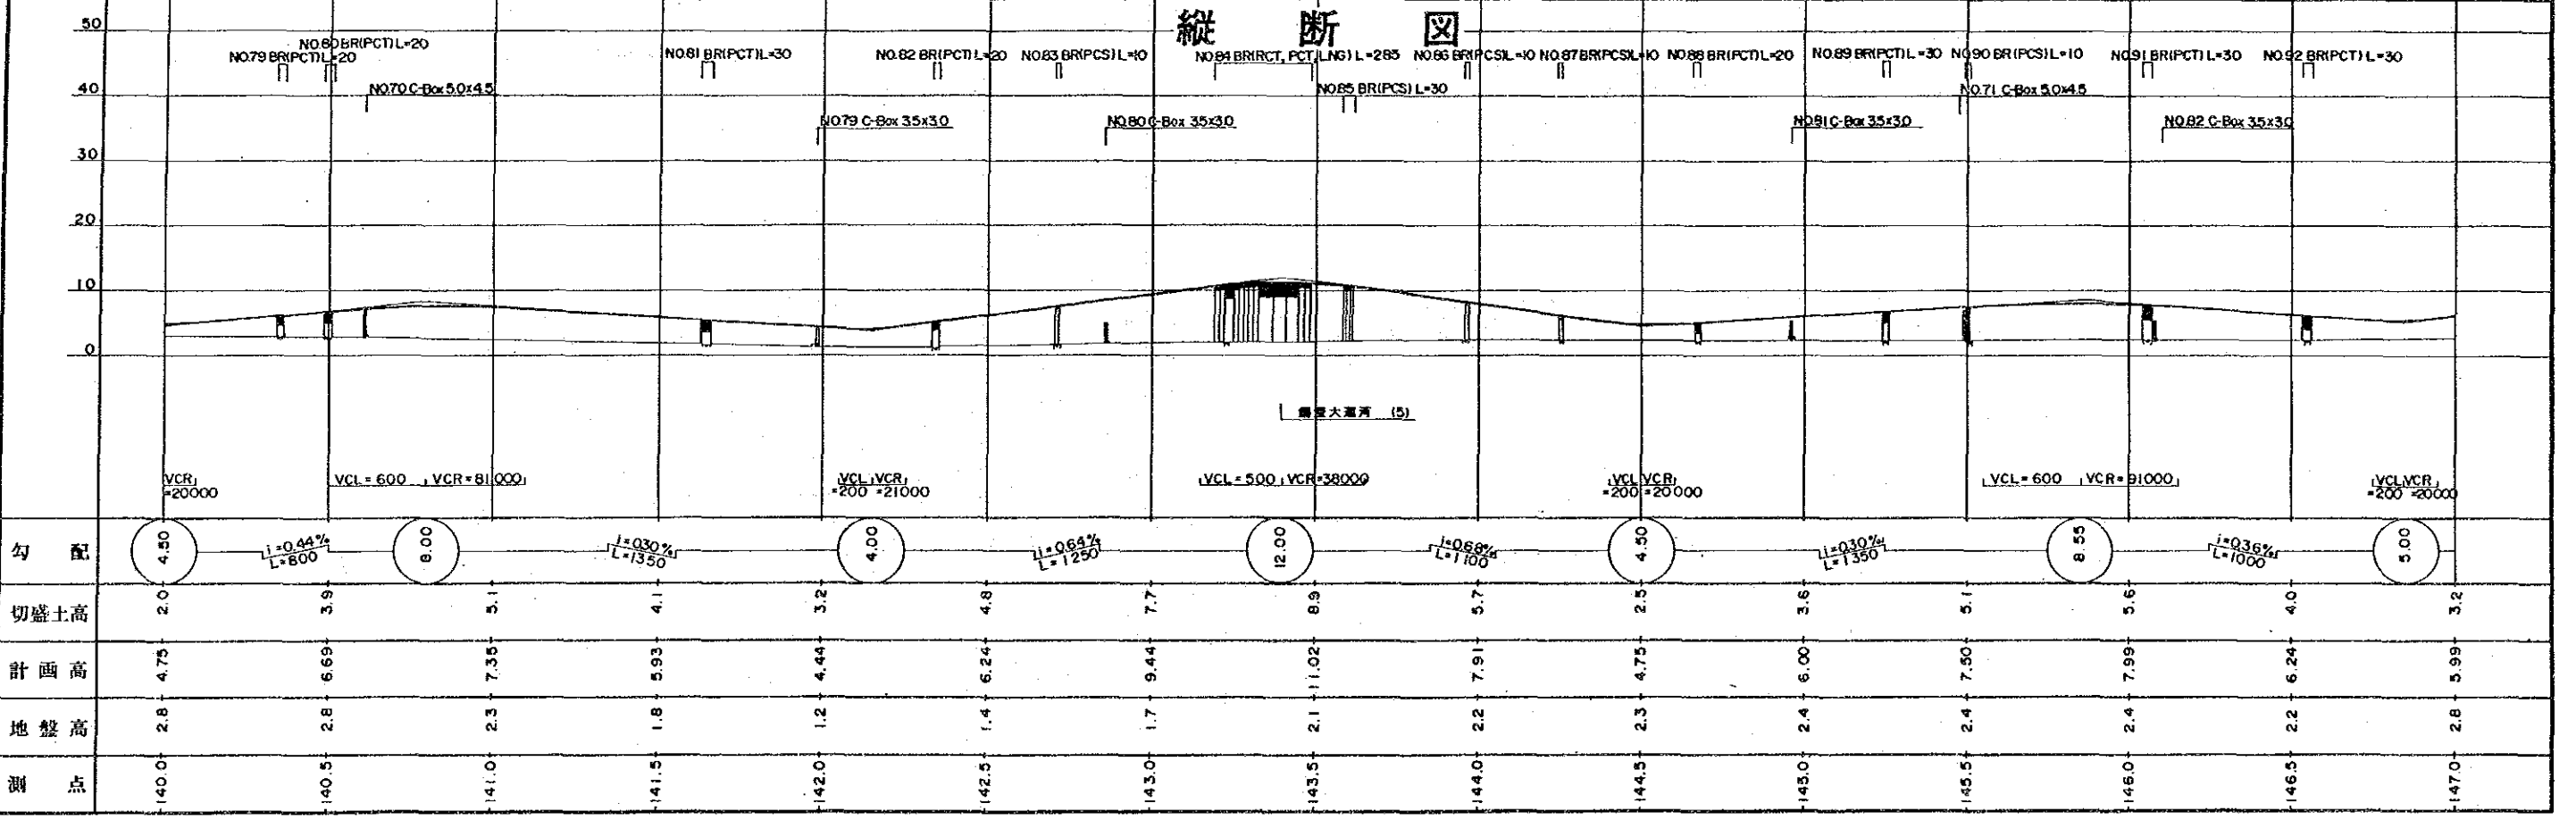 縦断図
50
NO.80 BR(PCT) L=20
NO.79 BR(PCT) L=20
NO.81 BR(PCT) L=30
NO.82 BR(PCT) L=20
NO.83 BR(PCS) L=10
NO.84 BR(RCT, PCT, LNG) L=285
NO.86 BR(PCS) L=10
NO.87 BR(PCS) L=10
NO.88 BR(PCT) L=20
NO.89 BR(PCT) L=30
NO.90 BR(PCS) L=10
NO.91 BR(PCT) L=30
NO.92 BR(PCT) L=30
NO.85 BR(PCS) L=30
40
NO.70 C-Box 5.0x4.5
NO.71 C-Box 5.0x4.5
NO.79 C-Box 3.5x3.0
NO.80 C-Box 3.5x3.0
NO.81 C-Box 3.5x3.0
NO.82 C-Box 3.5x3.0
30
20
10
0
大運河 (5)
VCR
=20000
VCL=600 VCR=81000
VCL VCR
=200 =21000
VCL=500 VCR=38000
VCL VCR
=200 =20000
VCL=600 VCR=91000
VCL VCR
=200 =20000
勾配 4.50 i=0.44% L=800 8.00 i=0.30% L=1350 4.00 i=0.64% L=1250 12.00 i=0.68% L=1100 4.50 i=0.30% L=1350 8.55 i=0.36% L=1000 5.00
切盛土高 2.0 3.9 5.1 4.1 3.2 4.8 7.7 8.9 5.7 2.5 3.6 5.1 5.6 4.0 3.2
計画高 4.75 6.69 7.35 5.93 4.44 6.24 9.44 11.02 7.91 4.75 6.00 7.50 7.99 6.24 5.99
地盤高 2.8 2.8 2.3 1.8 1.2 1.4 1.7 2.1 2.2 2.3 2.4 2.4 2.4 2.2 2.8
測点 140.0 140.5 141.0 141.5 142.0 142.5 143.0 143.5 144.0 144.5 145.0 145.5 146.0 146.5 147.0